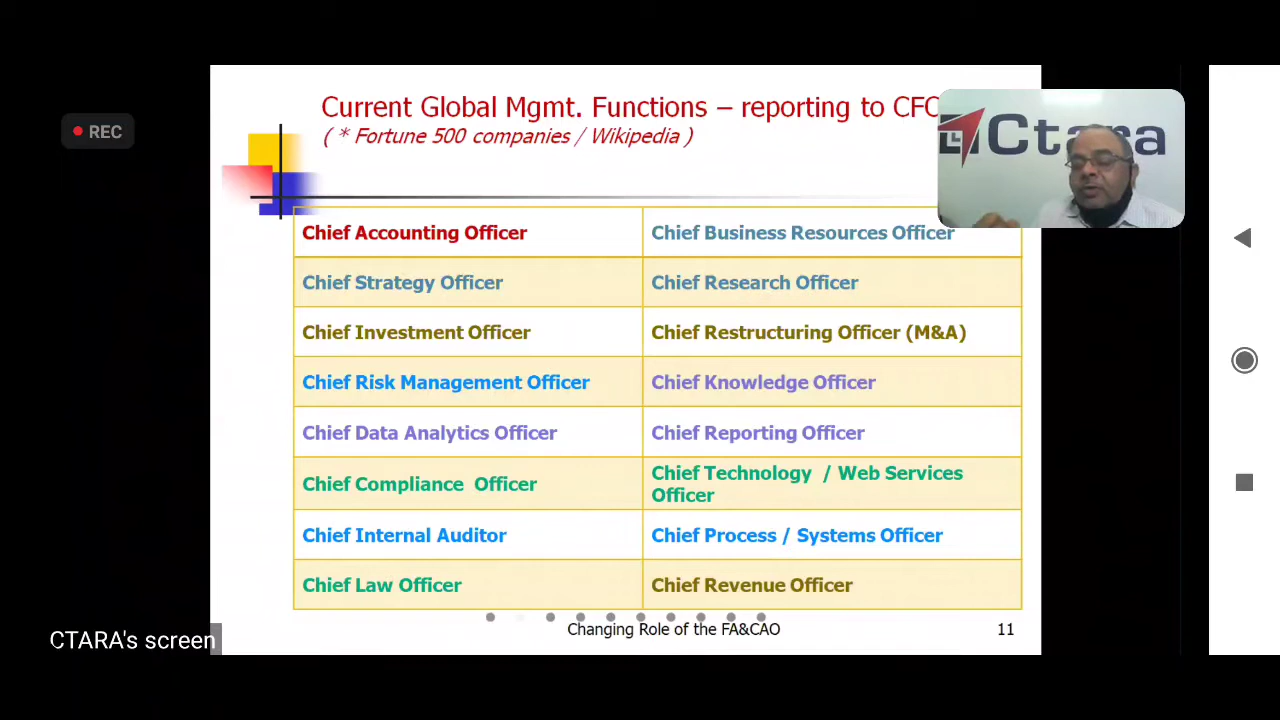 Current Global Mgmt. Functions – reporting to CFO
( * Fortune 500 companies / Wikipedia )
REC
Ctara
Chief Accounting Officer
Chief Business Resources Officer
Chief Strategy Officer
Chief Research Officer
Chief Investment Officer
Chief Restructuring Officer (M&A)
Chief Risk Management Officer
Chief Knowledge Officer
Chief Data Analytics Officer
Chief Reporting Officer
Chief Compliance Officer
Chief Technology / Web Services
Officer
Chief Internal Auditor
Chief Process / Systems Officer
Chief Law Officer
Chief Revenue Officer
Changing Role of the FA&CAO
11
CTARA's screen